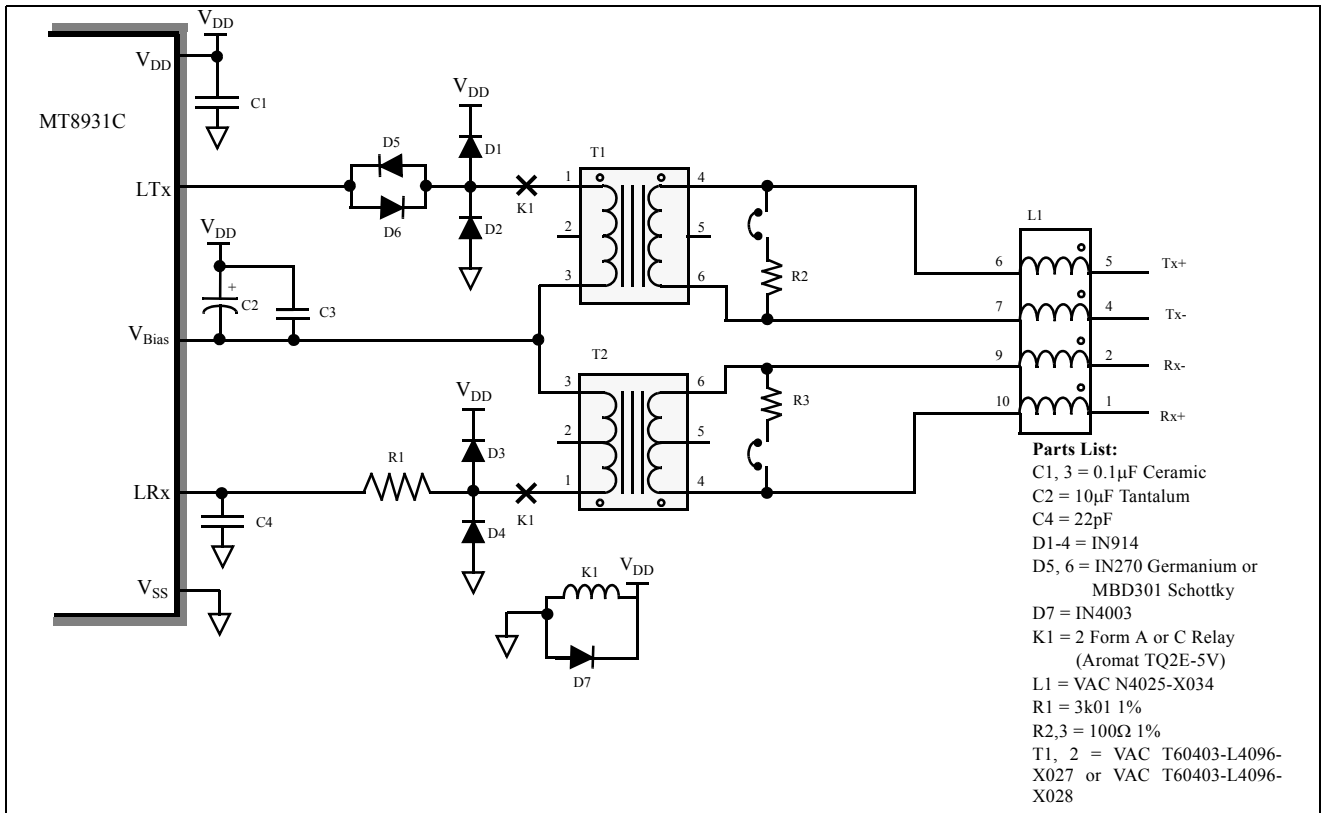 VDD
VDD
C1
MT8931C
VDD
D5
D1
T1
LTx
1
4
K1
L1
D6
D2
2
5
VDD
R2
6
5
Tx+
3
6
+
C2
C3
7
4
Tx-
VBias
T2
9
2
Rx-
3
6
VDD
R3
10
1
Rx+
2
5
R1
D3
LRx
1
4
K1
C4
D4
VSS
K1
VDD
D7
Parts List:
C1, 3 = 0.1µF Ceramic
C2 = 10µF Tantalum
C4 = 22pF
D1-4 = IN914
D5, 6 = IN270 Germanium or
MBD301 Schottky
D7 = IN4003
K1 = 2 Form A or C Relay
(Aromat TQ2E-5V)
L1 = VAC N4025-X034
R1 = 3k01 1%
R2,3 = 100Ω 1%
T1, 2 = VAC T60403-L4096-
X027 or VAC T60403-L4096-
X028